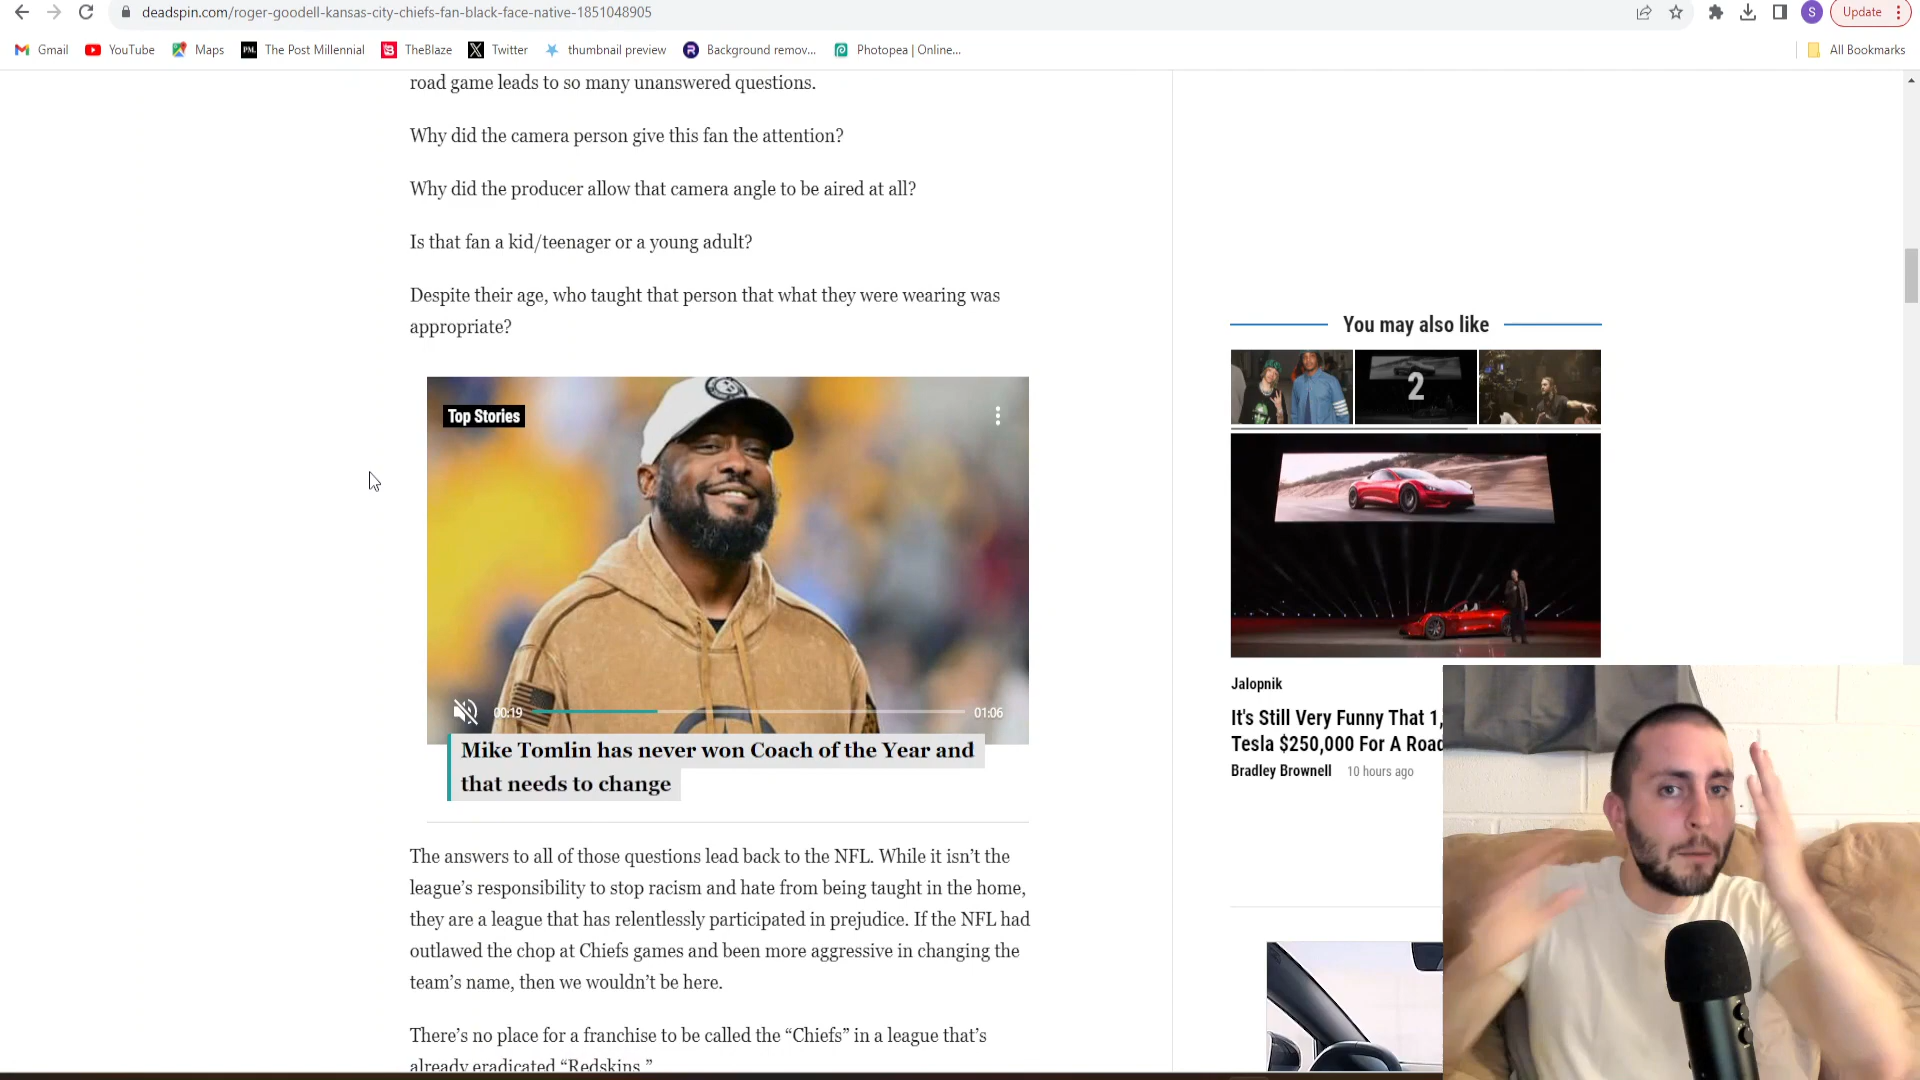 deadspin.com/roger-goodell-kansas-city-chiefs-fan-black-face-native-1851048905
S
Update
Gmail
YouTube
Maps
PM.
The Post Millennial
TheBlaze
Twitter
thumbnail preview
Background remov...
Photopea | Online...
All Bookmarks
road game leads to so many unanswered questions.
Why did the camera person give this fan the attention?
Why did the producer allow that camera angle to be aired at all?
Is that fan a kid/teenager or a young adult?
Despite their age, who taught that person that what they were wearing was
appropriate?
Top Stories
00:19
01:06
Mike Tomlin has never won Coach of the Year and
that needs to change
The answers to all of those questions lead back to the NFL. While it isn’t the
league’s responsibility to stop racism and hate from being taught in the home,
they are a league that has relentlessly participated in prejudice. If the NFL had
outlawed the chop at Chiefs games and been more aggressive in changing the
team’s name, then we wouldn’t be here.
There’s no place for a franchise to be called the “Chiefs” in a league that’s
already eradicated “Redskins.”
You may also like
2
Jalopnik
It's Still Very Funny That 1,
Tesla $250,000 For A Road
Bradley Brownell
10 hours ago